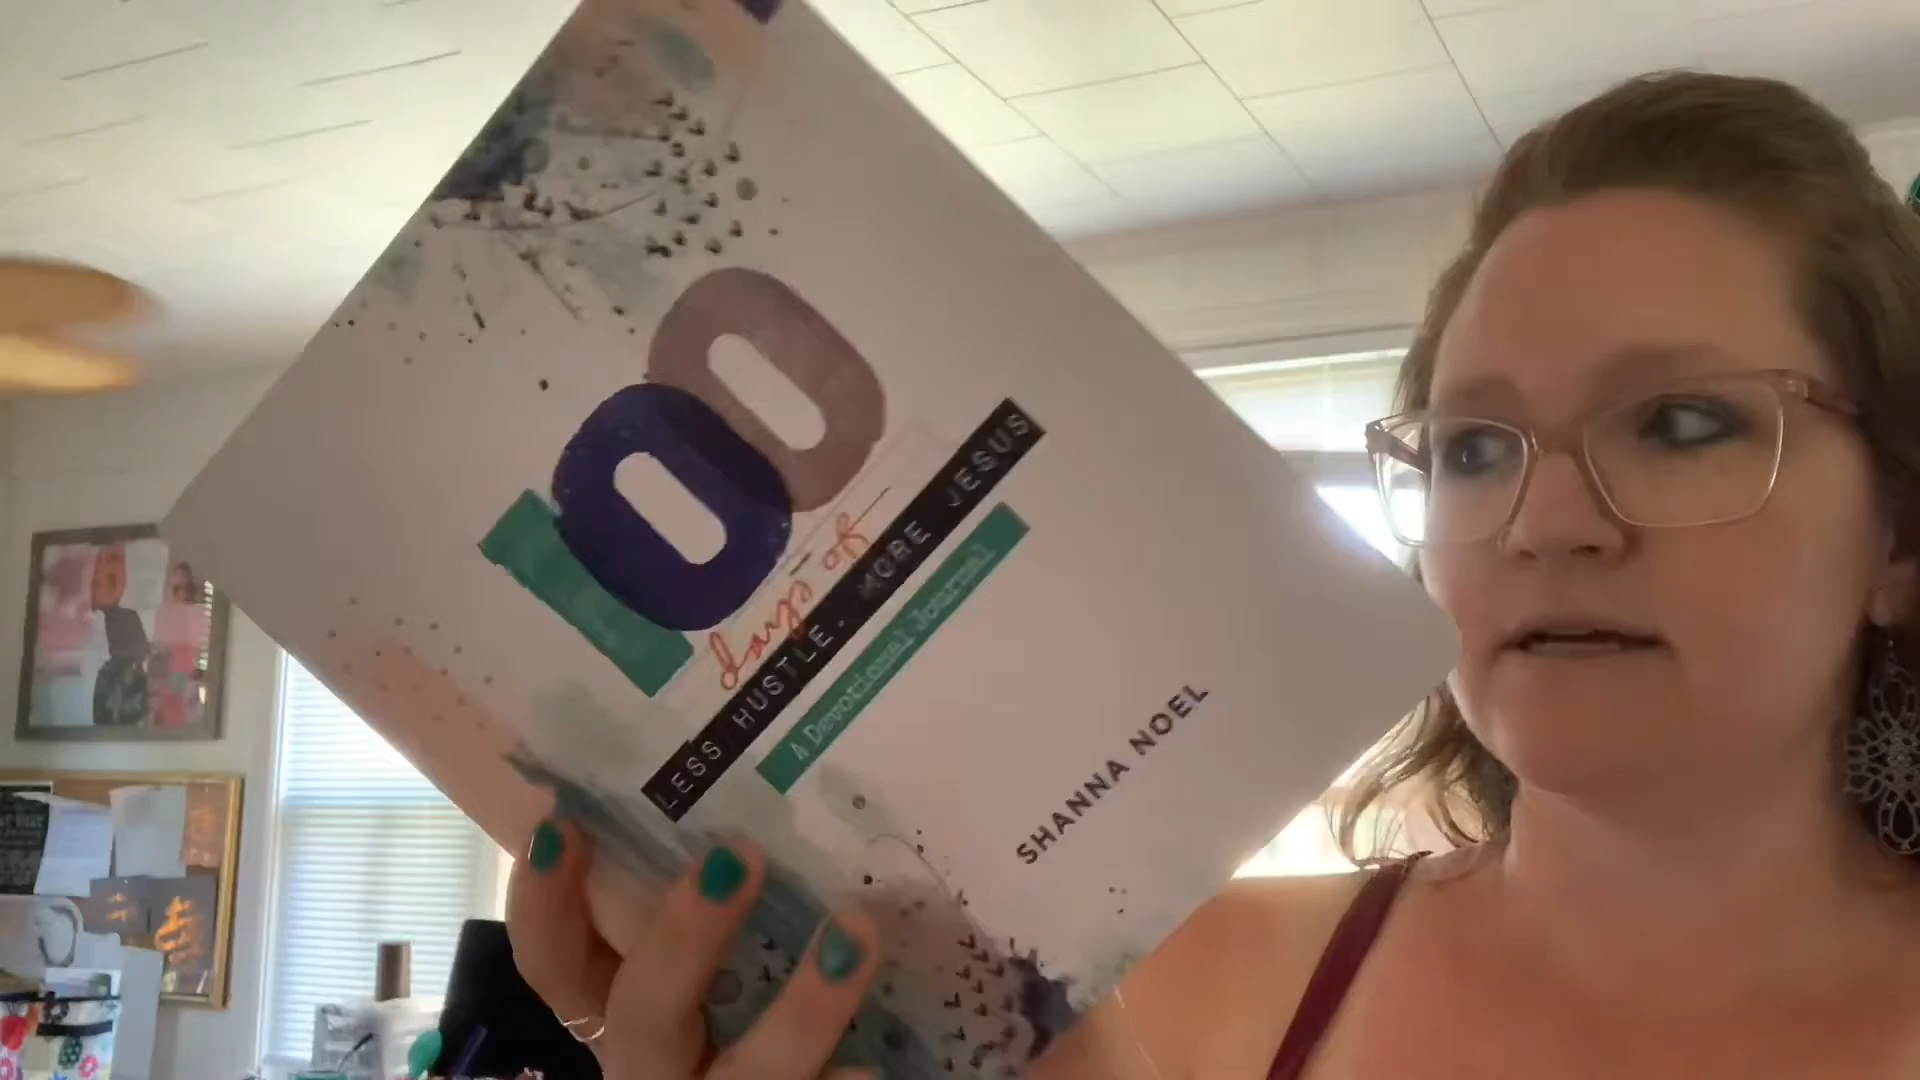 100
days of
LESS HUSTLE. MORE JESUS
A Devotional Journal
SHANNA NOEL